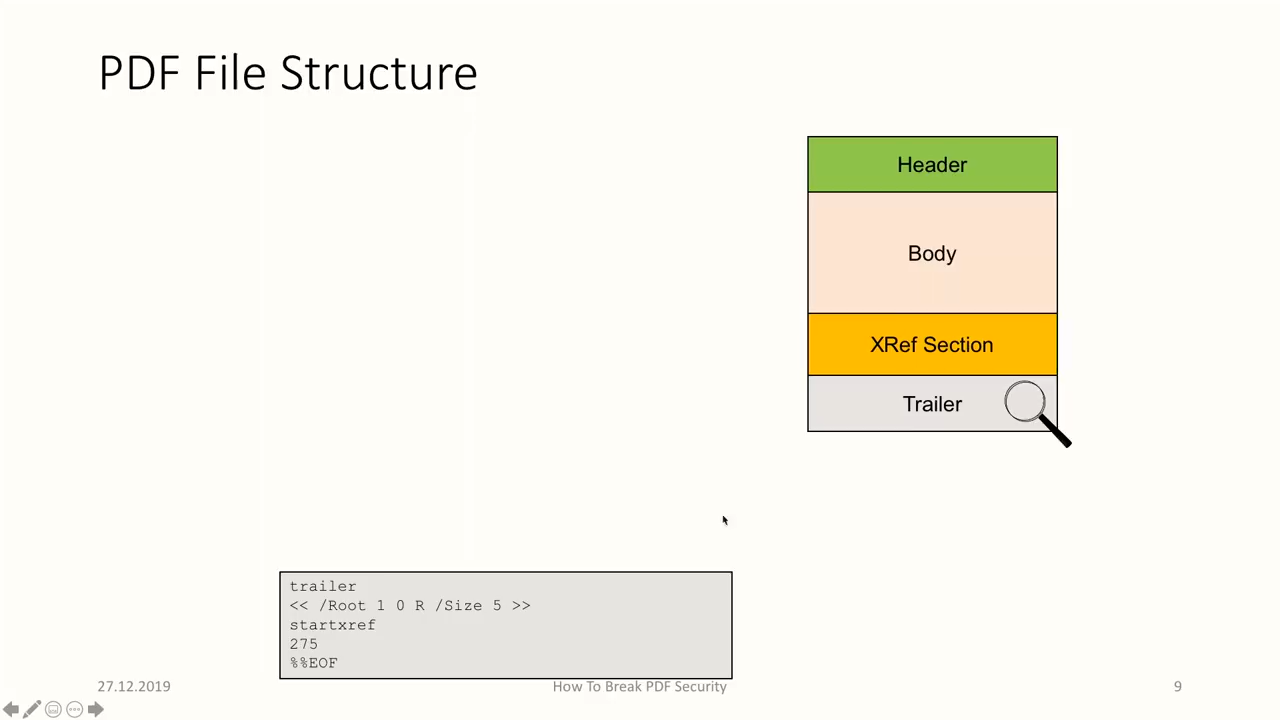 PDF File Structure
Header
Body
XRef Section
Trailer
trailer
<< /Root 1 0 R /Size 5 >>
startxref
275
%%EOF
27.12.2019
How To Break PDF Security
9